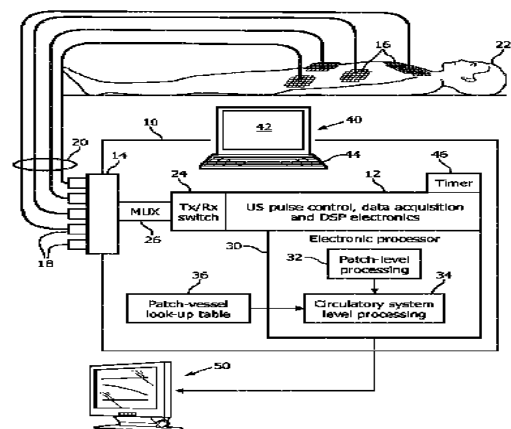 16
22
10
40
42
20
14
44
46
24
12
Timer
MUX
Tx/Rx
switch
US pulse control, data acquisition
and DSP electronics
26
30
Electronic processor
18
32
Patch-level
processing
36
34
Patch-vessel
look-up table
Circulatory system
level processing
50